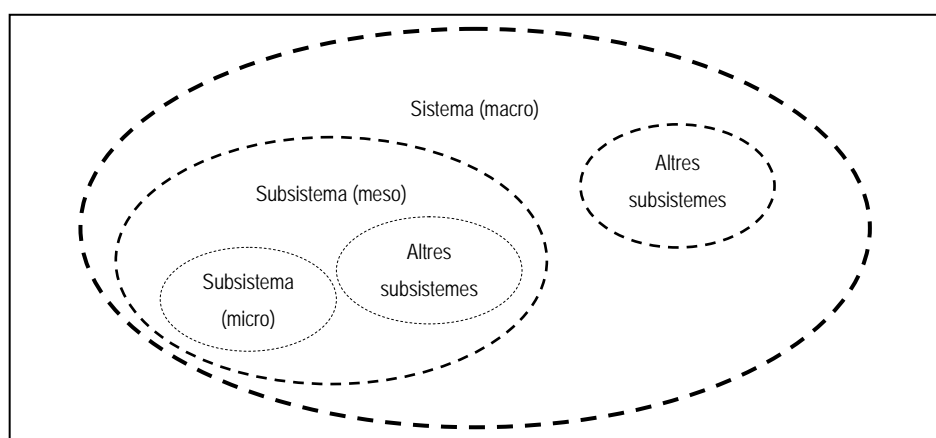 Sistema (macro)
Altres
subsistemes
Subsistema (meso)
Altres
subsistemes
Subsistema
(micro)